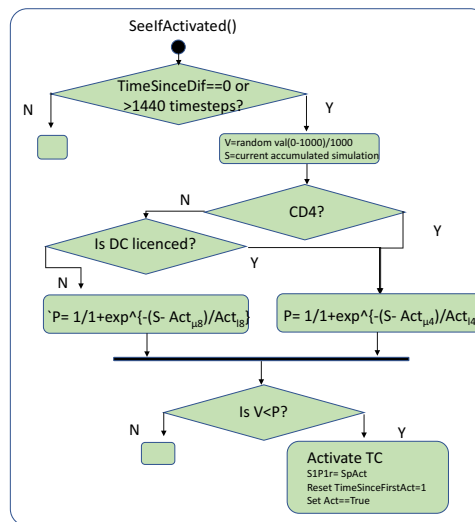 SeeIfActivated()
TimeSinceDif==0 or
>1440 timesteps?
N
Y
V=random val(0-1000)/1000
S=current accumulated simulation
N
CD4?
Y
Is DC licenced?
N
Y
`P= 1/1+exp^{-(S- Actμ8)/Actl8}
P= 1/1+exp^{-(S- Actμ4)/Actl4
Is V<P?
N
Y
Activate TC
S1P1r= SpAct
Reset TimeSinceFirstAct=1
Set Act==True